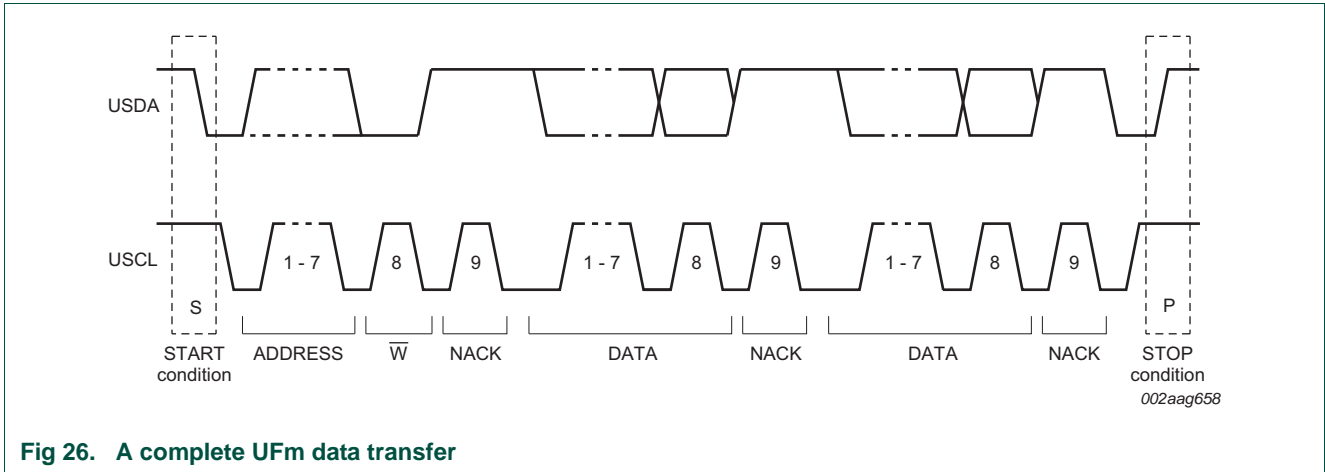 USDA
USCL
1 - 7 8 9 1 - 7 8 9 1 - 7 8 9
S P
START condition ADDRESS W̅ NACK DATA NACK DATA NACK STOP condition
002aag658
Fig 26. A complete UFm data transfer